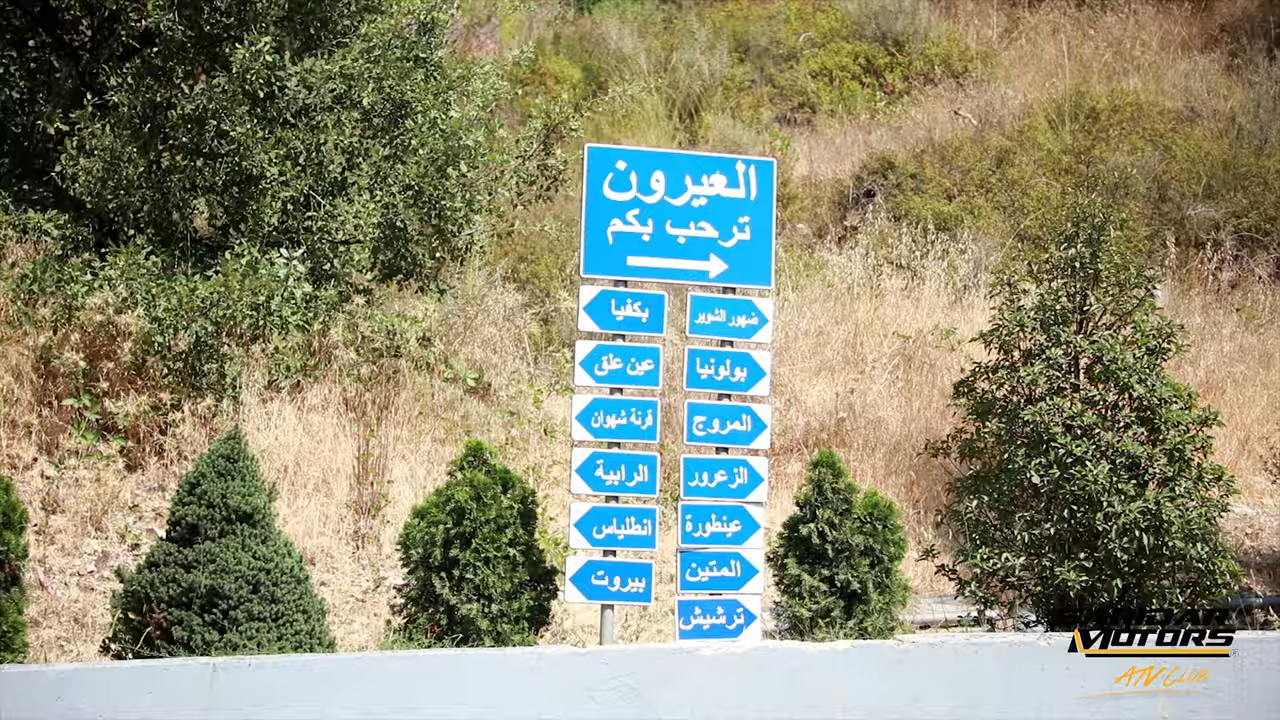 العيرون
ترحب بكم
ضهور الشوير
بولونيا
المروج
الزعرور
عينطورة
المتين
ترشيش
بكفيا
عين علق
قرنة شهوان
الرابية
انطلياس
بيروت
MOTORS
ATV CLUB